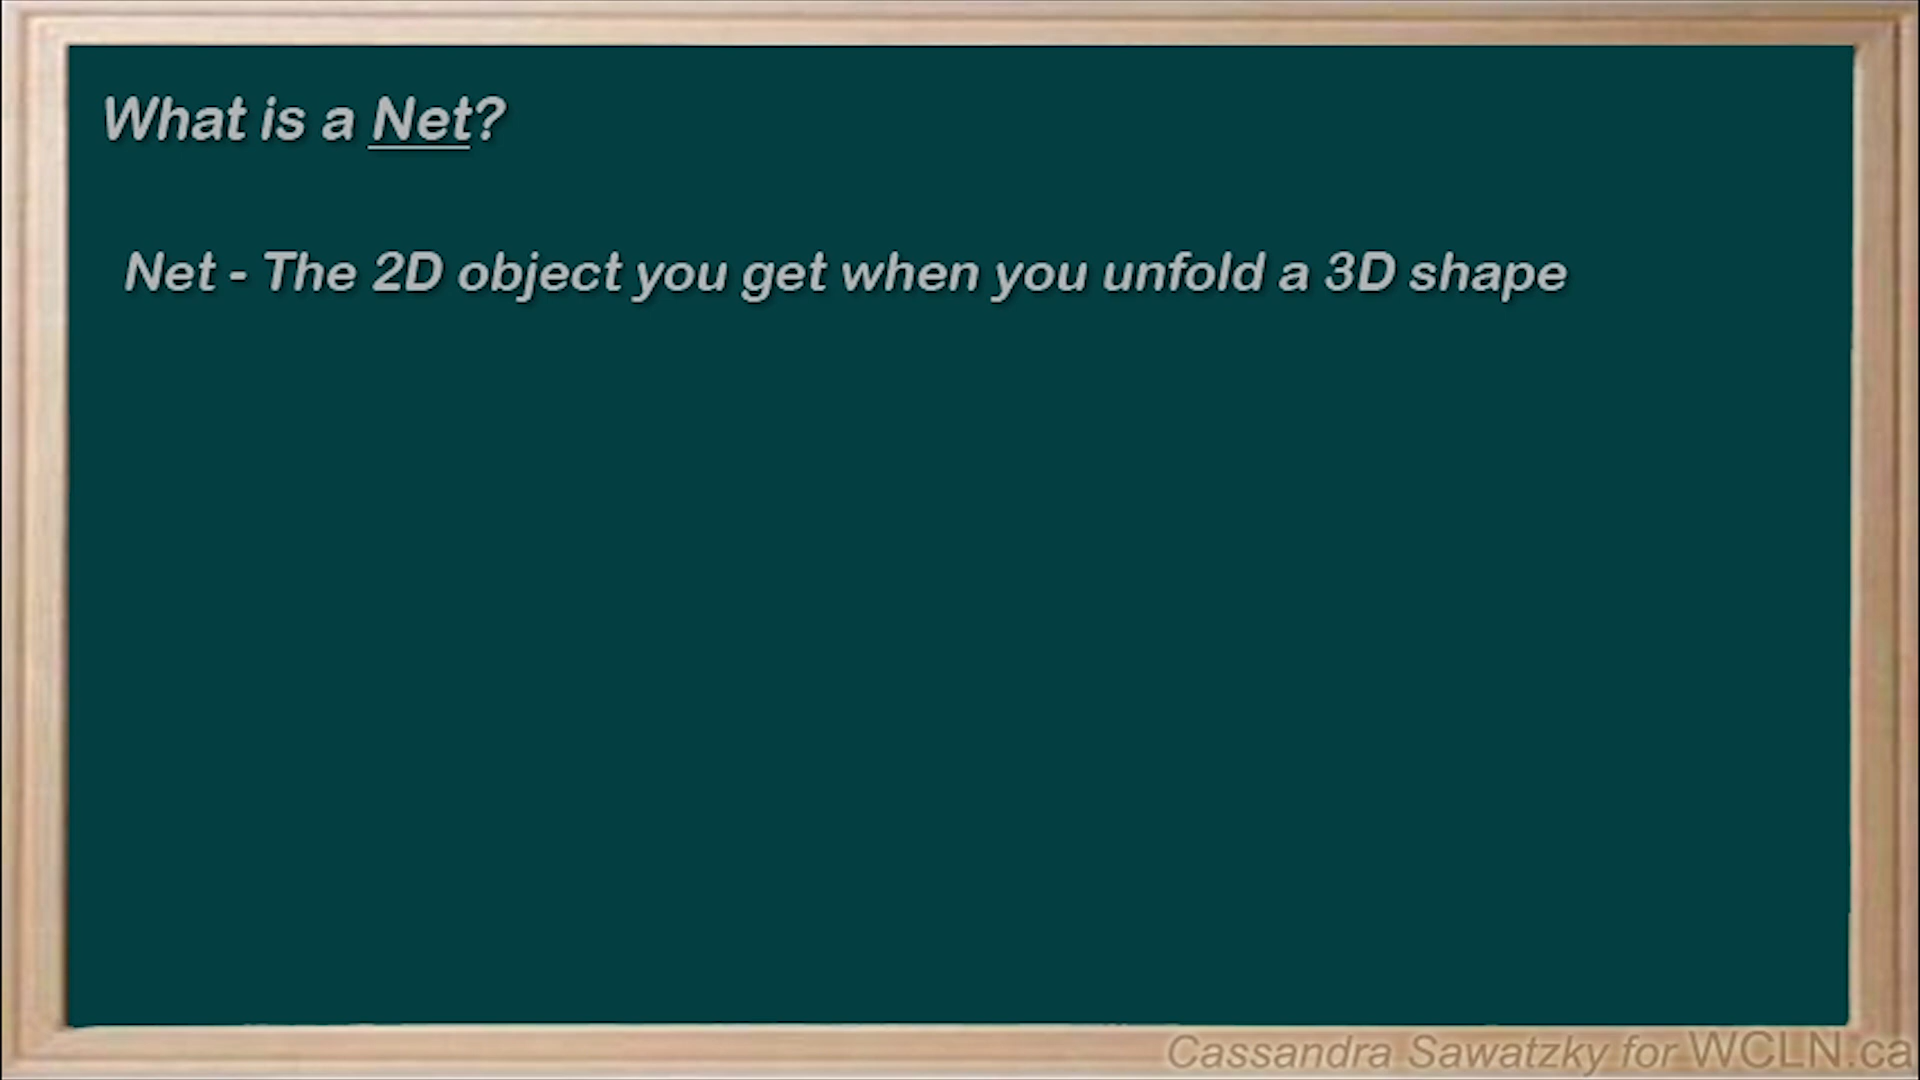 What is a Net?
Net - The 2D object you get when you unfold a 3D shape
Cassandra Sawatzky for WCLN.ca